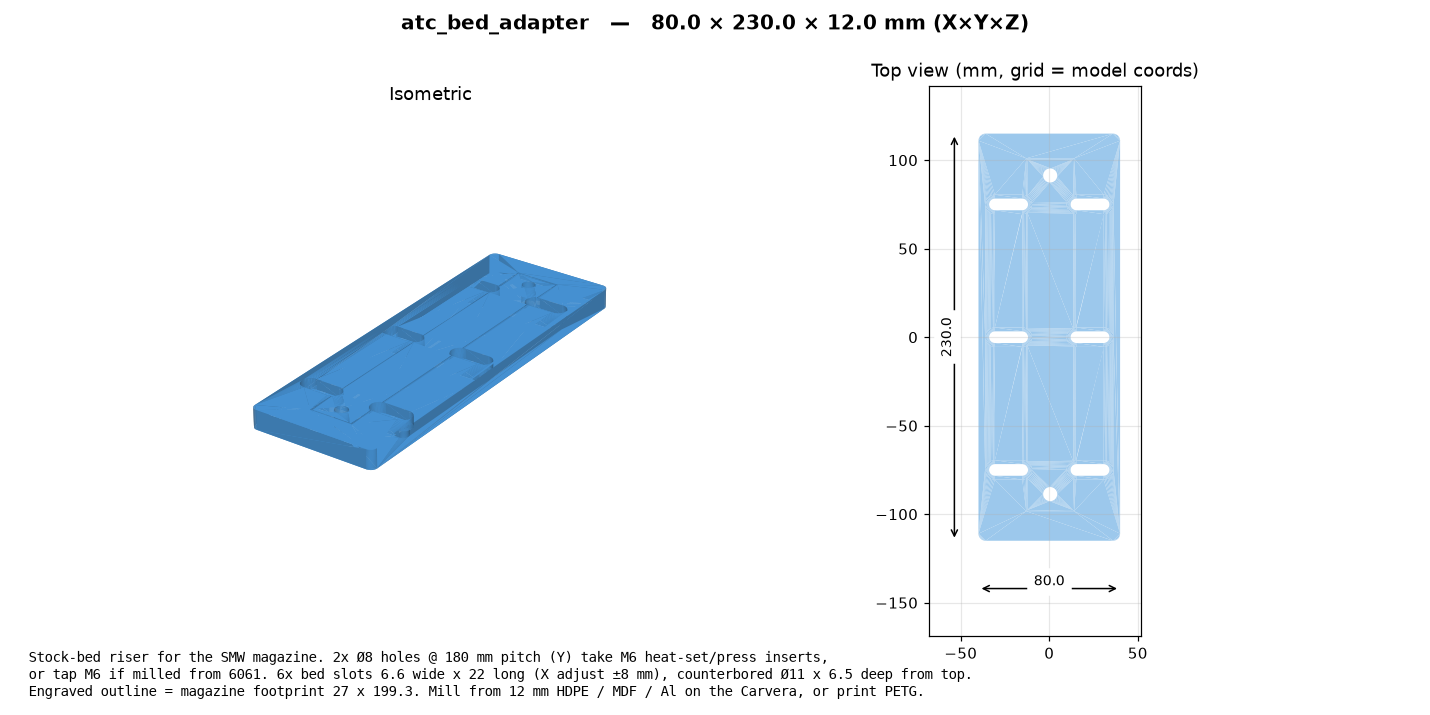 atc_bed_adapter — 80.0 × 230.0 × 12.0 mm (X×Y×Z)
Isometric
Top view (mm, grid = model coords)
100
50
0
−50
−100
−150
230.0
80.0
−50 0 50
Stock-bed riser for the SMW magazine. 2x Ø8 holes @ 180 mm pitch (Y) take M6 heat-set/press inserts,
or tap M6 if milled from 6061. 6x bed slots 6.6 wide x 22 long (X adjust ±8 mm), counterbored Ø11 x 6.5 deep from top.
Engraved outline = magazine footprint 27 x 199.3. Mill from 12 mm HDPE / MDF / Al on the Carvera, or print PETG.